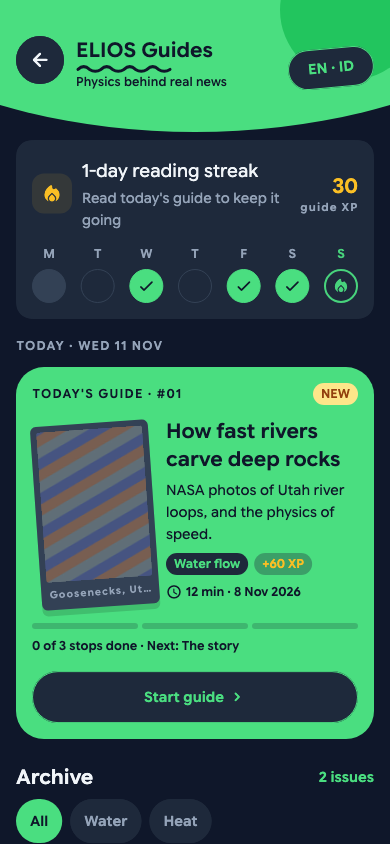 ELIOS Guides
Physics behind real news
EN · ID
1-day reading streak
Read today's guide to keep it
going
30
guide XP
M T W T F S S
TODAY · WED 11 NOV
TODAY'S GUIDE · #01
NEW
How fast rivers
carve deep rocks
NASA photos of Utah river
loops, and the physics of
speed.
Water flow
+60 XP
12 min · 8 Nov 2026
Goosenecks, Ut…
0 of 3 stops done · Next: The story
Start guide
Archive
2 issues
All
Water
Heat